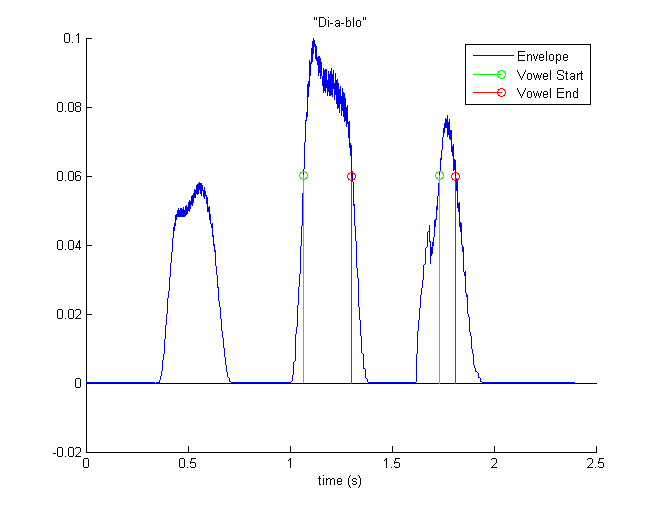 "Di-a-blo"
Envelope
Vowel Start
Vowel End
0.1
0.08
0.06
0.04
0.02
0
-0.02
0 0.5 1 1.5 2 2.5
time (s)